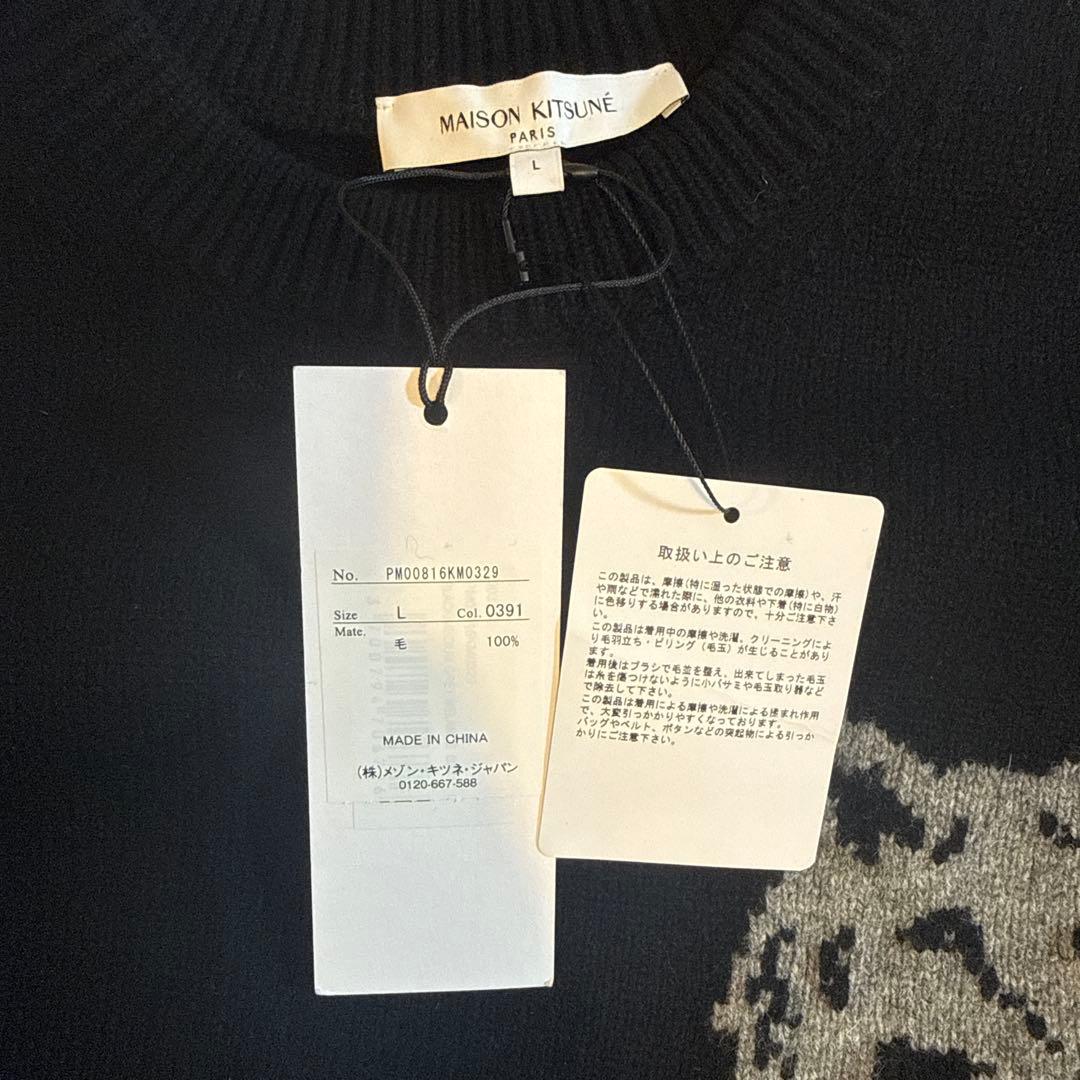 MAISON KITSUNÉ
PARIS
L
No. PM00816KM0329
Size L Col. 0391
Mate.
毛 100%
MADE IN CHINA
(株)メゾン・キツネ・ジャパン
0120-667-588
取扱い上のご注意
この製品は、摩擦(特に湿った状態での摩擦)や、汗
や雨などで濡れた際に、他の衣料や下着(特に白物)
に色移りする場合がありますので、十分ご注意下さ
い。
この製品は着用中の摩擦や洗濯、クリーニングによ
り毛羽立ち・ピリング(毛玉)が生じることがあり
ます。
着用後はブラシで毛並を整え、出来てしまった毛玉
は糸を傷つけないように小バサミや毛玉取り器など
で除去して下さい。
この製品は着用による摩擦や洗濯による揉まれ作用
で、大変引っかかりやすくなっております。
バッグやベルト、ボタンなどの突起物による引っか
かりにご注意下さい。